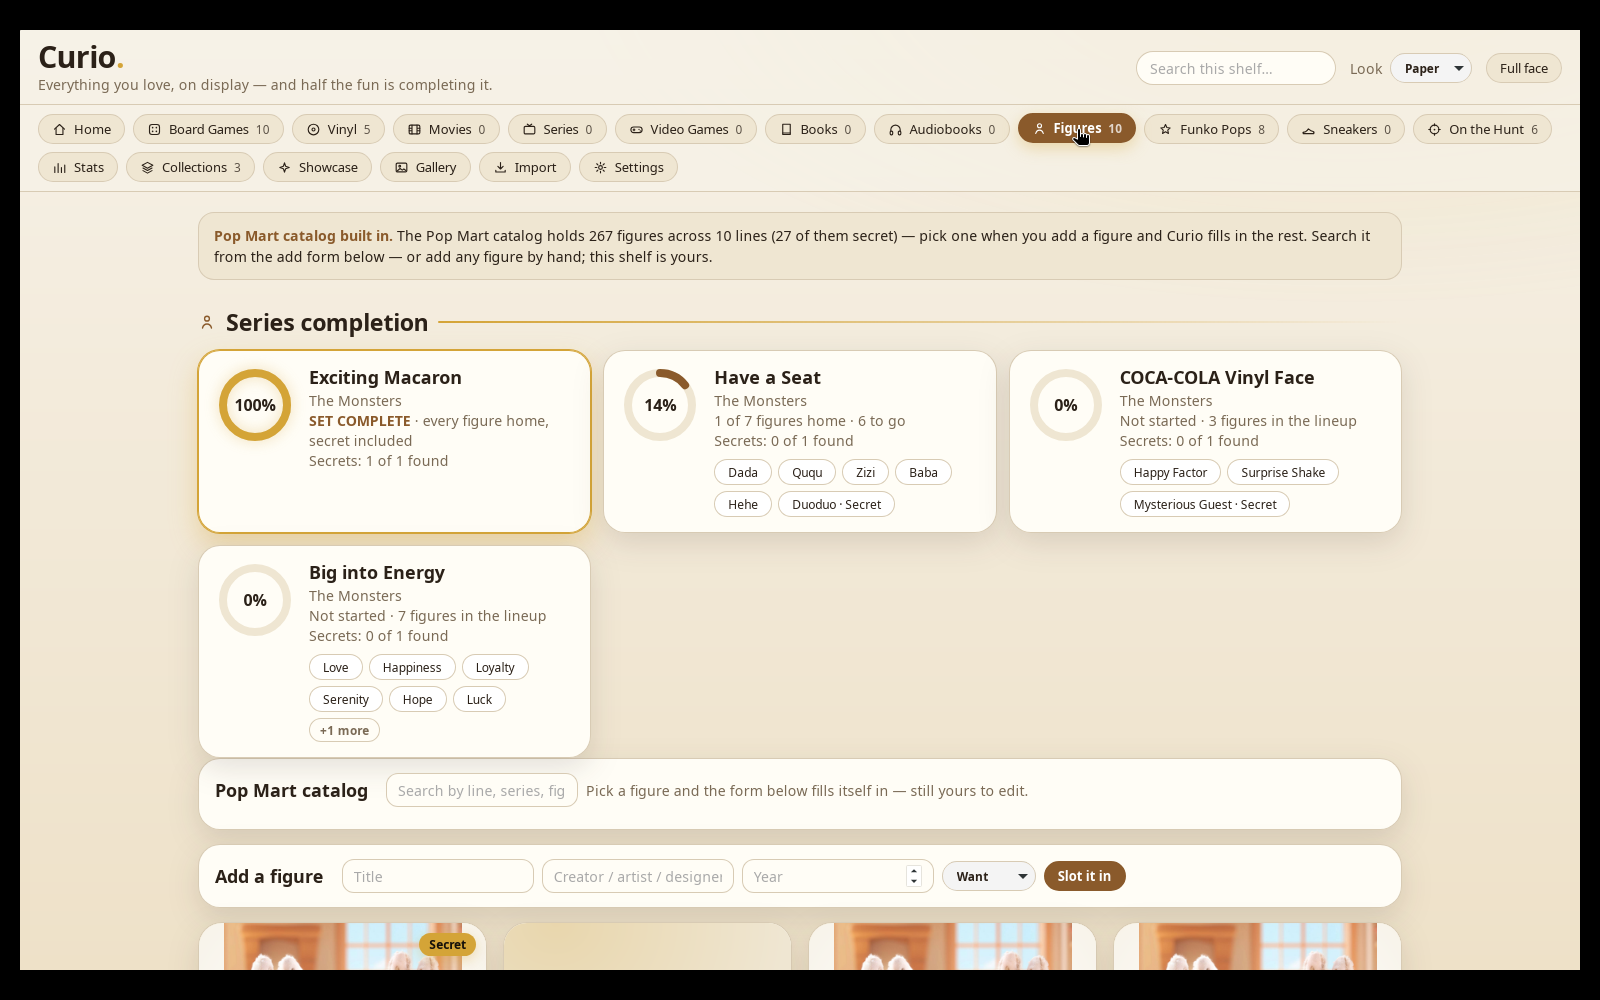 Curio.
Everything you love, on display — and half the fun is completing it.
Search this shelf...
Look
Paper
Full face
Home
Board Games 10
Vinyl 5
Movies 0
Series 0
Video Games 0
Books 0
Audiobooks 0
Figures 10
Funko Pops 8
Sneakers 0
On the Hunt 6
Stats
Collections 3
Showcase
Gallery
Import
Settings
Pop Mart catalog built in. The Pop Mart catalog holds 267 figures across 10 lines (27 of them secret) — pick one when you add a figure and Curio fills in the rest. Search it
from the add form below — or add any figure by hand; this shelf is yours.
Series completion
100%
Exciting Macaron
The Monsters
SET COMPLETE · every figure home,
secret included
Secrets: 1 of 1 found
14%
Have a Seat
The Monsters
1 of 7 figures home · 6 to go
Secrets: 0 of 1 found
Dada
Ququ
Zizi
Baba
Hehe
Duoduo · Secret
0%
COCA-COLA Vinyl Face
The Monsters
Not started · 3 figures in the lineup
Secrets: 0 of 1 found
Happy Factor
Surprise Shake
Mysterious Guest · Secret
0%
Big into Energy
The Monsters
Not started · 7 figures in the lineup
Secrets: 0 of 1 found
Love
Happiness
Loyalty
Serenity
Hope
Luck
+1 more
Pop Mart catalog
Search by line, series, fig
Pick a figure and the form below fills itself in — still yours to edit.
Add a figure
Title
Creator / artist / designer
Year
Want
Slot it in
Secret